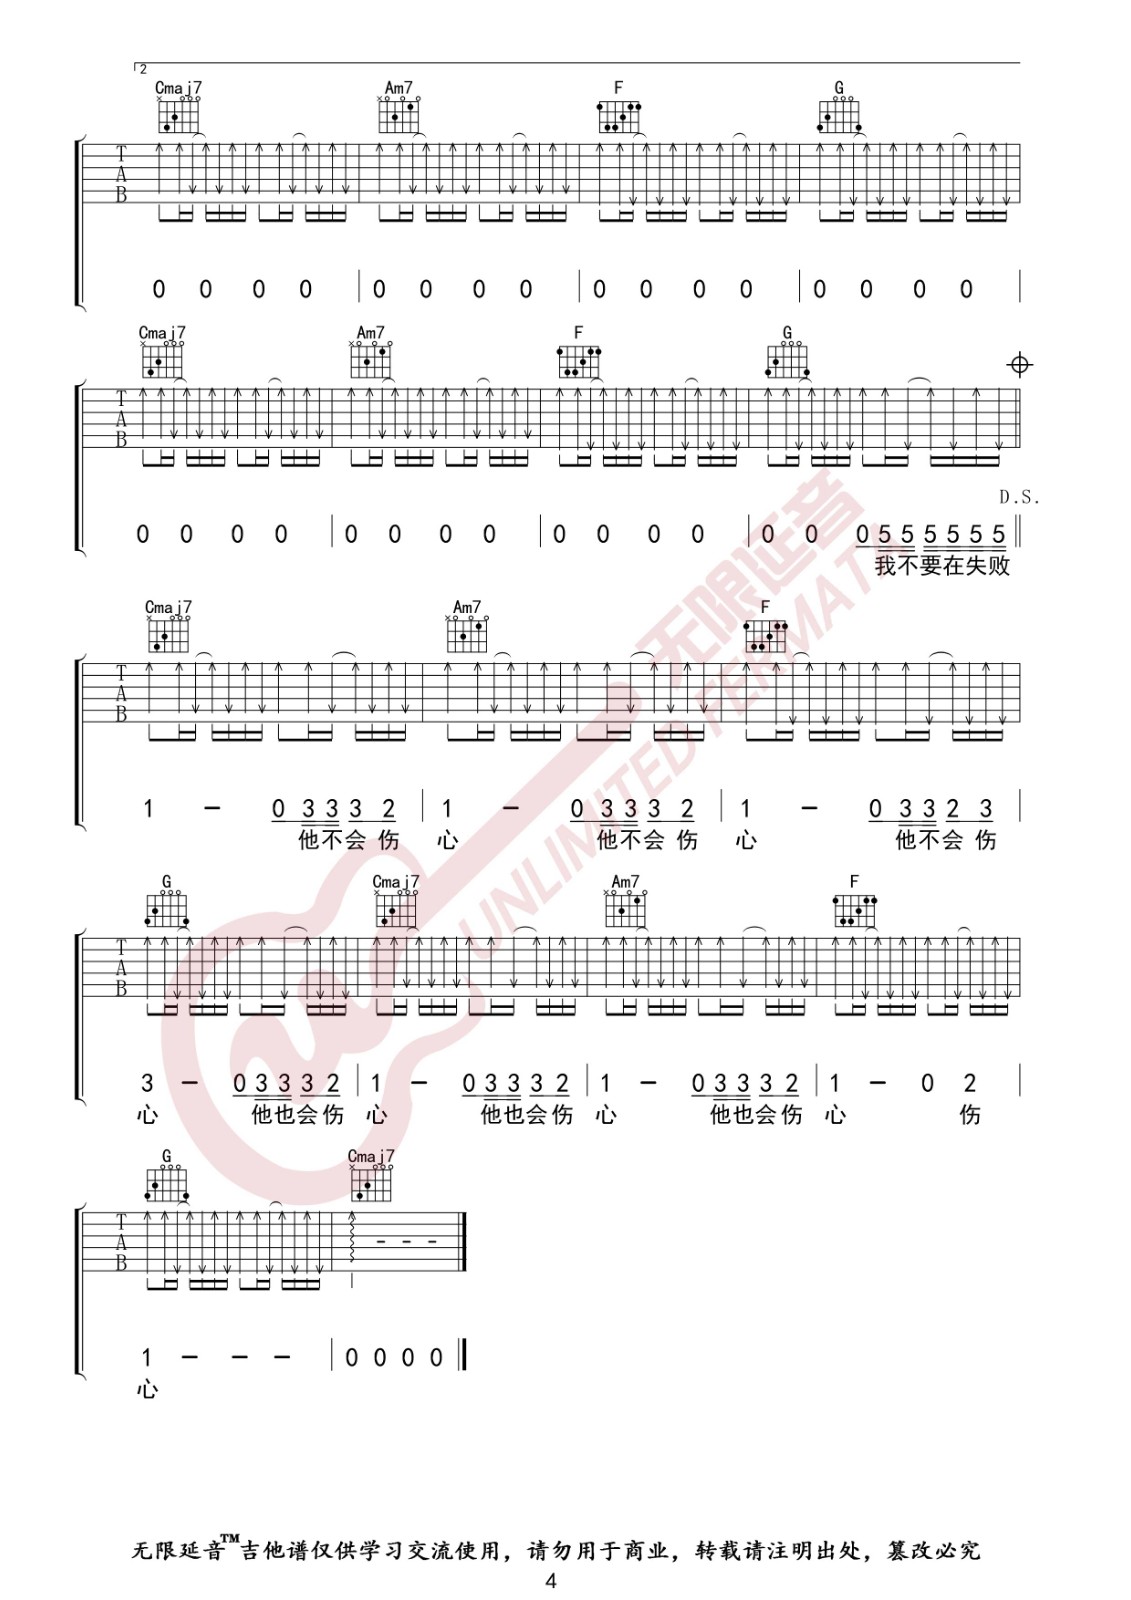 2
Cmaj7 Am7 F G
T A B
0 0 0 0 0 0 0 0 0 0 0 0 0 0 0 0
Cmaj7 Am7 F G
T A B
D.S.
0 0 0 0 0 0 0 0 0 0 0 0 0 0 0 5 5 5 5 5 5
我不要在失败
Cmaj7 Am7 F
T A B
1 - 0 3 3 3 2 1 - 0 3 3 3 2 1 - 0 3 3 2 3
他不会伤 心 他不会伤 心 他不会伤
G Cmaj7 Am7 F
T A B
3 - 0 3 3 3 2 1 - 0 3 3 3 2 1 - 0 3 3 3 2 1 - 0 2
心 他也会伤 心 他也会伤 心 他也会伤 心 伤
G Cmaj7
T A B
1 - - - 0 0 0 0
心
无限延音
UNLIMITED FERMATA
无限延音™吉他谱仅供学习交流使用，请勿用于商业，转载请注明出处，篡改必究
4